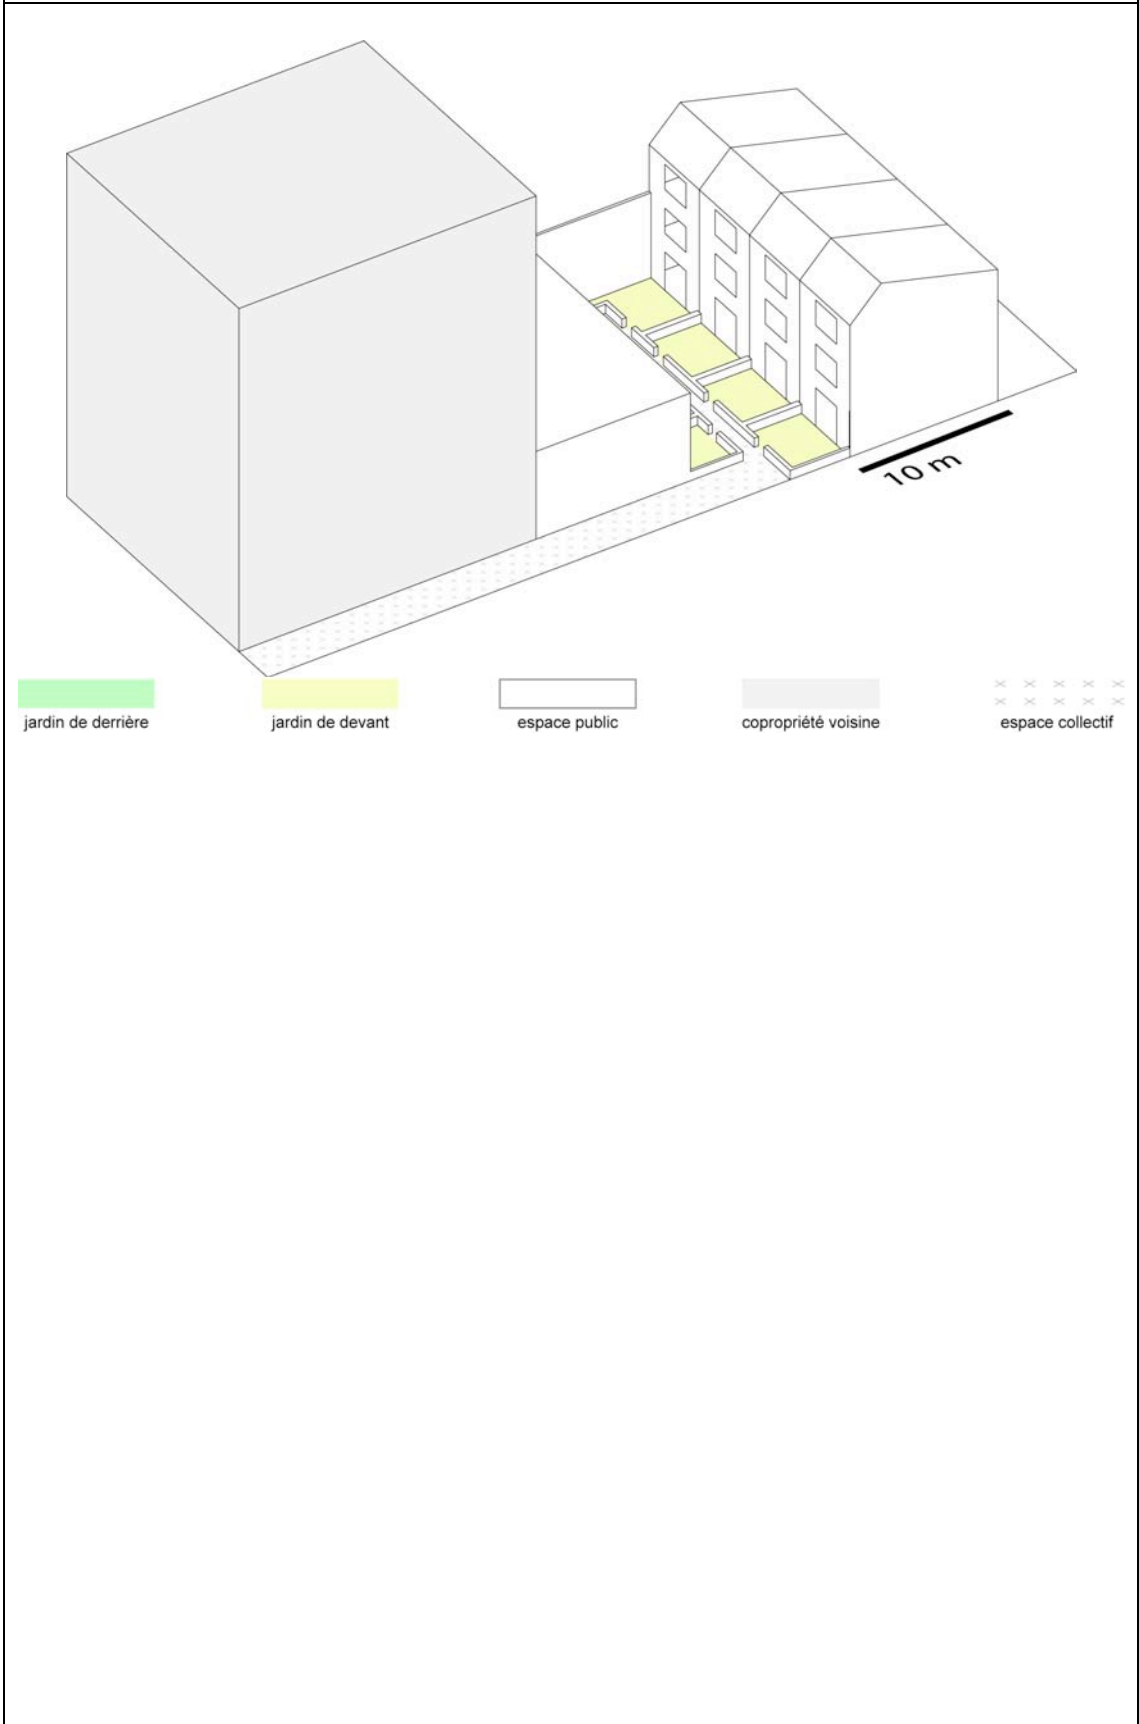 10 m
jardin de derrière
jardin de devant
espace public
copropriété voisine
espace collectif